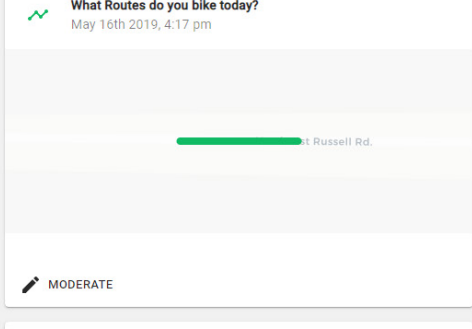 What Routes do you bike today?
May 16th 2019, 4:17 pm
Russell Rd.
MODERATE